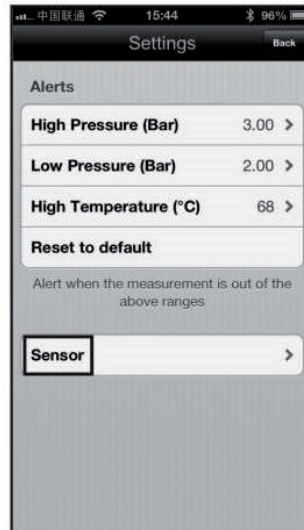 中国联通 15:44 96%
Settings Back
Alerts
High Pressure (Bar) 3.00 >
Low Pressure (Bar) 2.00 >
High Temperature (°C) 68 >
Reset to default
Alert when the measurement is out of the
above ranges
Sensor >